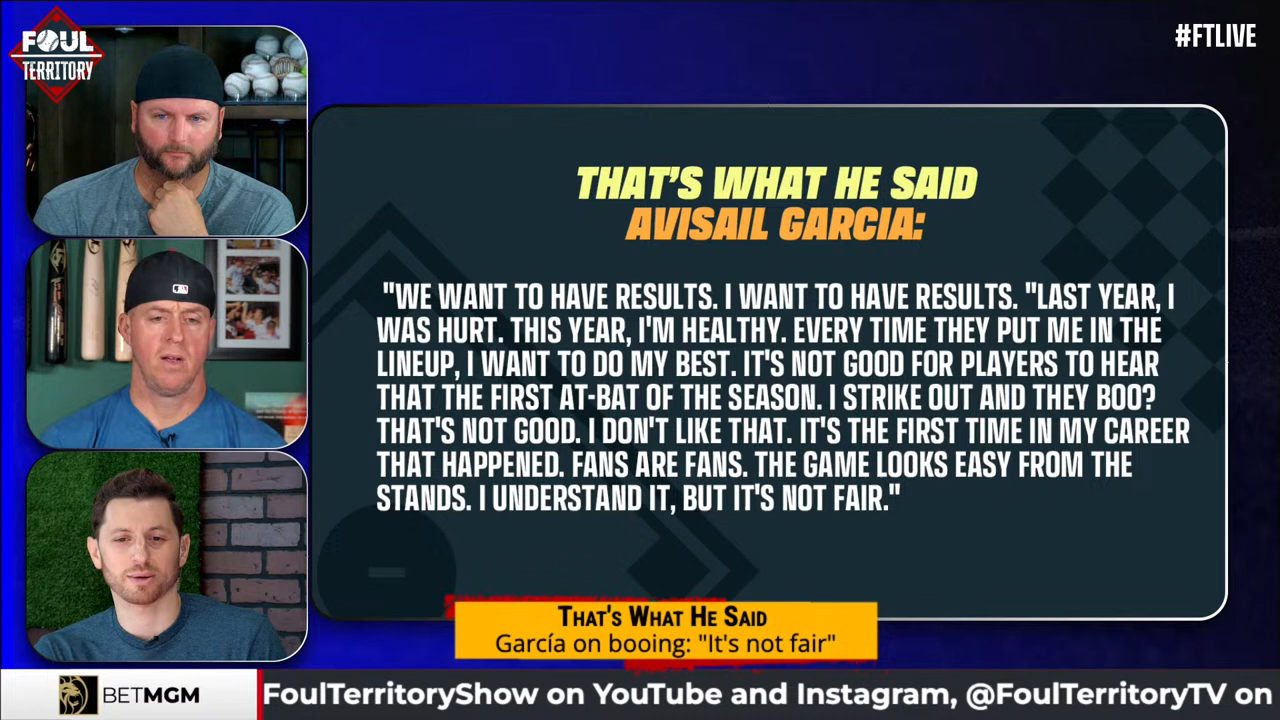 FOUL
TERRITORY
#FTLIVE
THAT'S WHAT HE SAID
AVISAIL GARCIA:
"WE WANT TO HAVE RESULTS. I WANT TO HAVE RESULTS. "LAST YEAR, I
WAS HURT. THIS YEAR, I'M HEALTHY. EVERY TIME THEY PUT ME IN THE
LINEUP, I WANT TO DO MY BEST. IT'S NOT GOOD FOR PLAYERS TO HEAR
THAT THE FIRST AT-BAT OF THE SEASON. I STRIKE OUT AND THEY BOO?
THAT'S NOT GOOD. I DON'T LIKE THAT. IT'S THE FIRST TIME IN MY CAREER
THAT HAPPENED. FANS ARE FANS. THE GAME LOOKS EASY FROM THE
STANDS. I UNDERSTAND IT, BUT IT'S NOT FAIR."
THAT'S WHAT HE SAID
García on booing: "It's not fair"
BETMGM
FoulTerritoryShow on YouTube and Instagram, @FoulTerritoryTV on